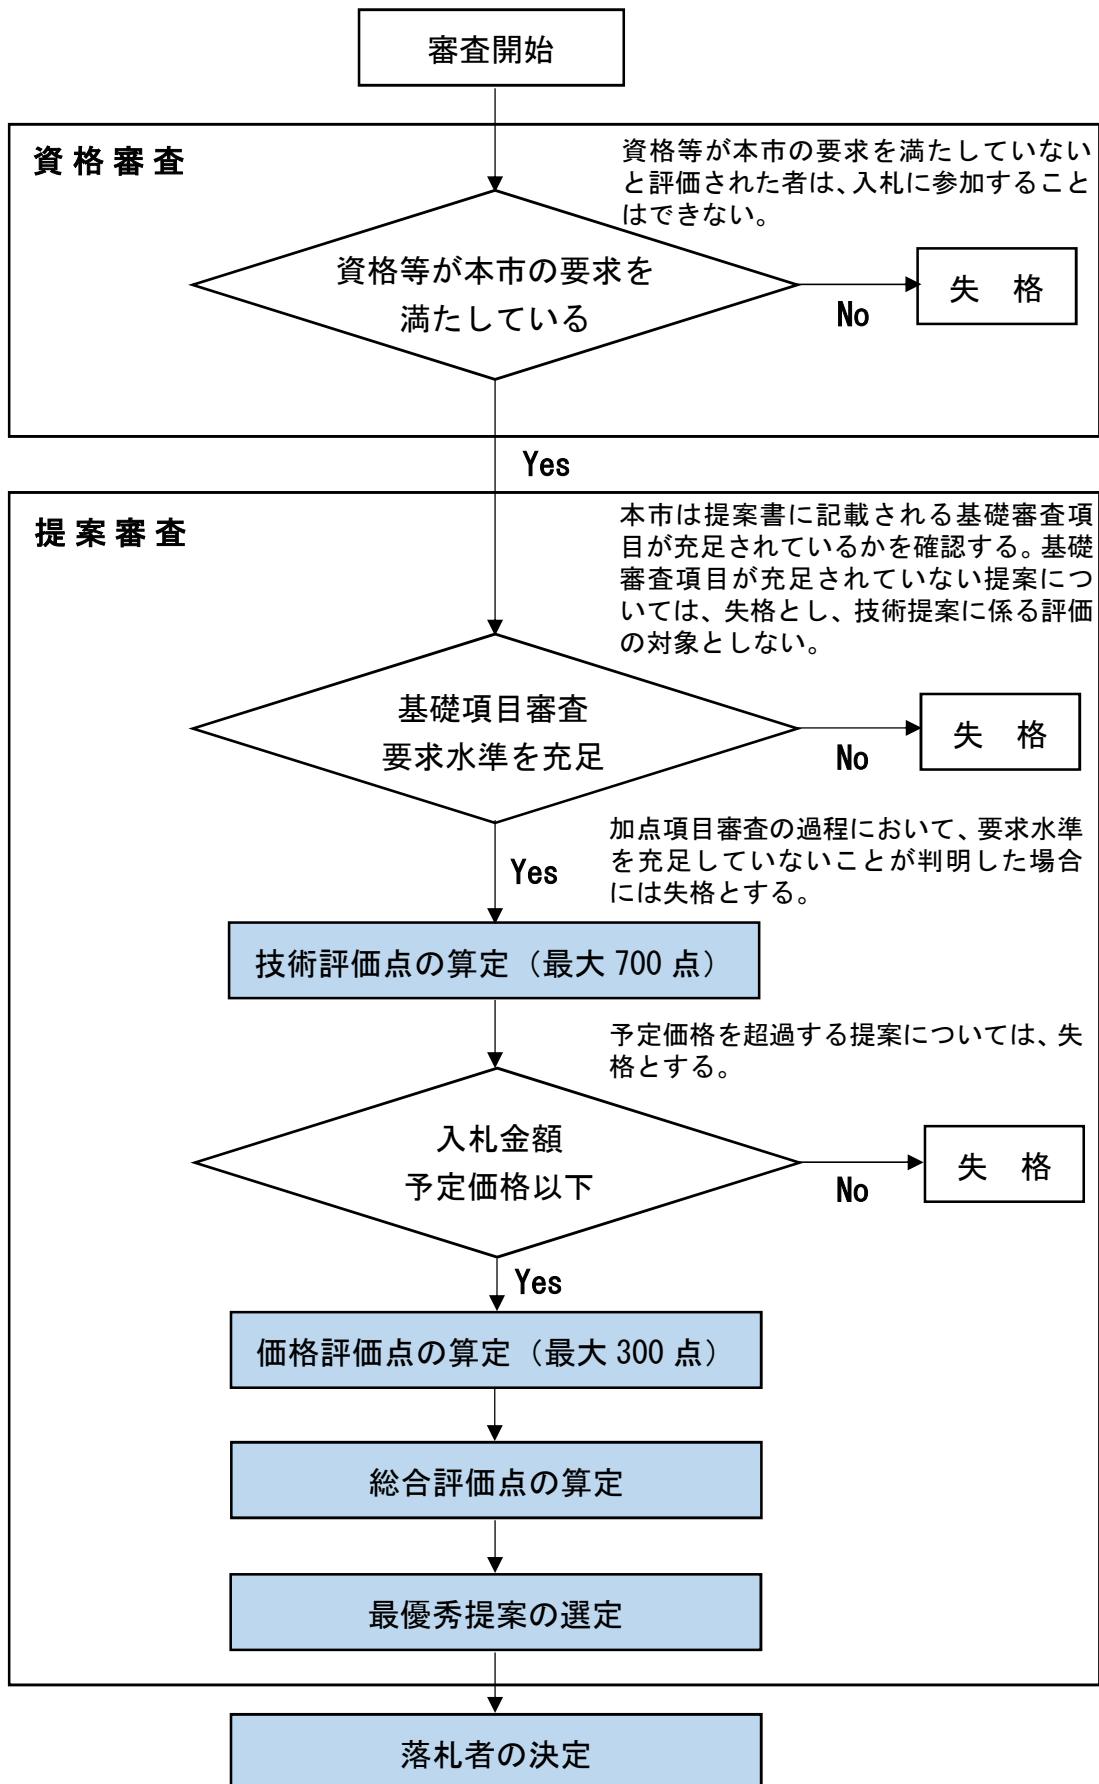 審査開始
資格審査
資格等が本市の要求を満たしていない
と評価された者は、入札に参加すること
はできない。
資格等が本市の要求を
満たしている
No
失　格
Yes
提案審査
本市は提案書に記載される基礎審査項
目が充足されているかを確認する。基礎
審査項目が充足されていない提案につ
いては、失格とし、技術提案に係る評価
の対象としない。
基礎項目審査
要求水準を充足
No
失　格
Yes
加点項目審査の過程において、要求水準
を充足していないことが判明した場合
には失格とする。
技術評価点の算定（最大 700 点）
予定価格を超過する提案については、失
格とする。
入札金額
予定価格以下
No
失　格
Yes
価格評価点の算定（最大 300 点）
総合評価点の算定
最優秀提案の選定
落札者の決定